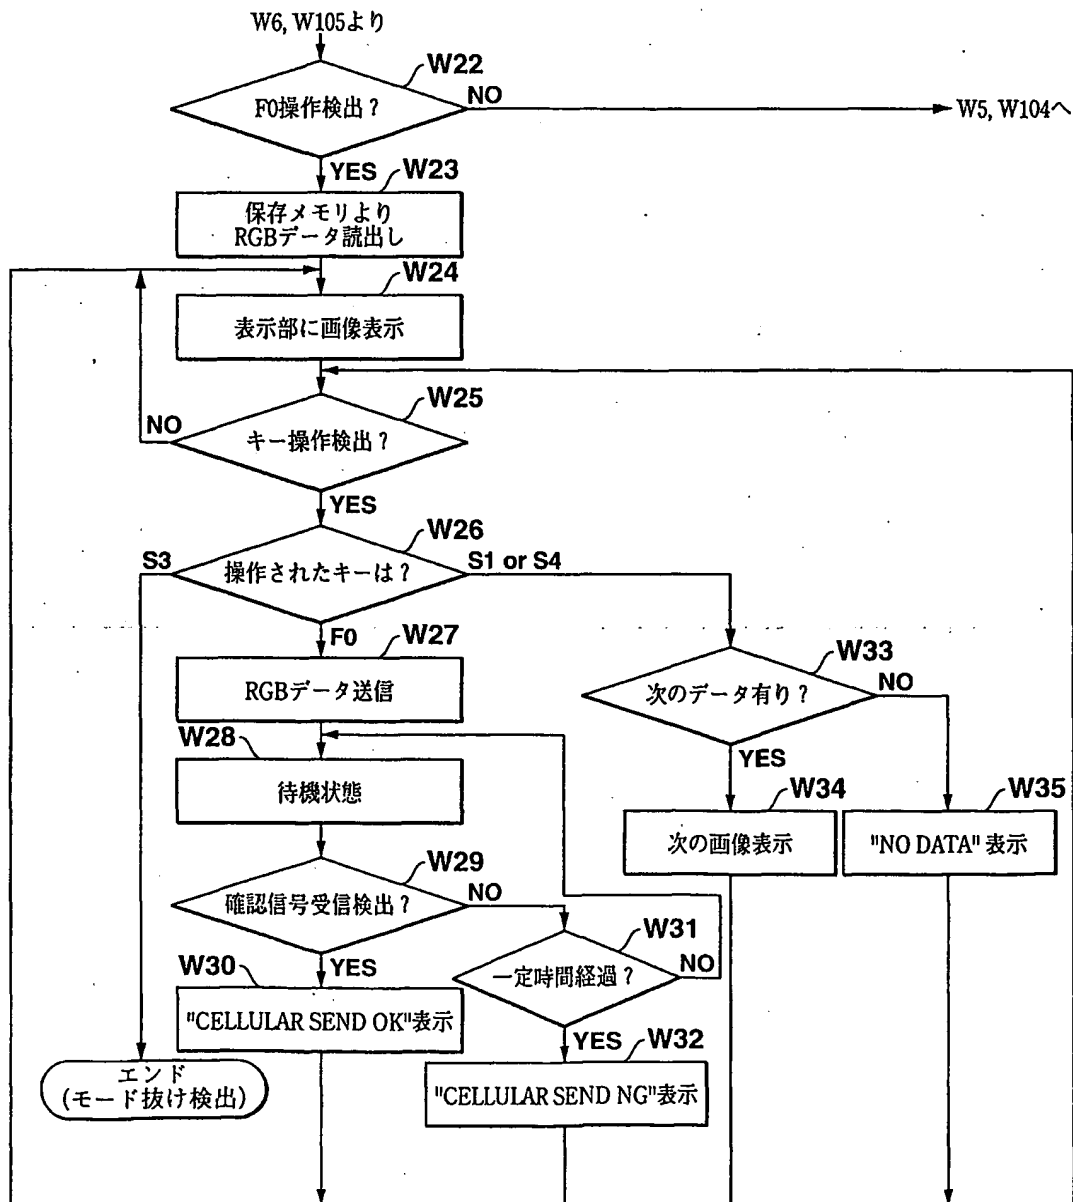 W6, W105より
W22
F0操作検出？
NO
W5, W104へ
YES
W23
保存メモリより
RGBデータ読出し
W24
表示部に画像表示
W25
NO
キー操作検出？
YES
W26
S3
操作されたキーは？
S1 or S4
F0
W27
RGBデータ送信
W33
次のデータ有り？
NO
W28
待機状態
YES
W34
次の画像表示
W35
"NO DATA" 表示
W29
確認信号受信検出？
NO
W31
一定時間経過？
NO
YES
W30
"CELLULAR SEND OK"表示
YES
W32
"CELLULAR SEND NG"表示
エンド
(モード抜け検出)